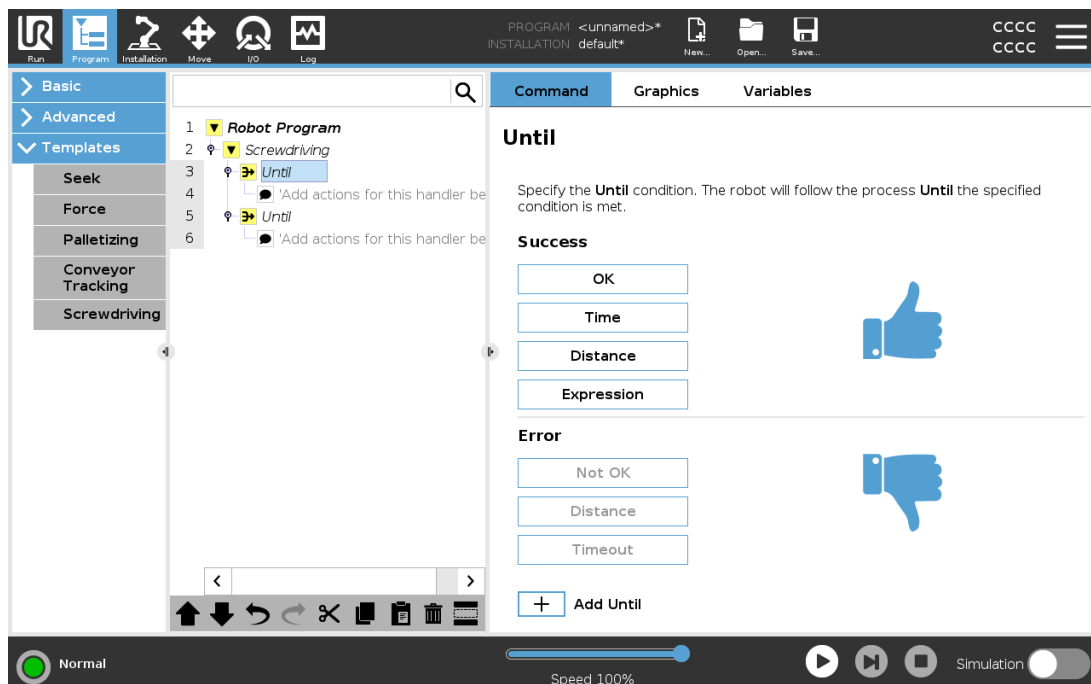 UR
PROGRAM <unnamed>*
INSTALLATION default*
CCCC
CCCC
Run Program Installation Move I/O Log New... Open... Save...
Basic
Advanced
Templates
Seek
Force
Palletizing
Conveyor
Tracking
Screwdriving
1 Robot Program
2 Screwdriving
3 Until
4 'Add actions for this handler be
5 Until
6 'Add actions for this handler be
Command Graphics Variables
Until
Specify the Until condition. The robot will follow the process Until the specified
condition is met.
Success
OK
Time
Distance
Expression
Error
Not OK
Distance
Timeout
+ Add Until
Normal
Speed 100%
Simulation